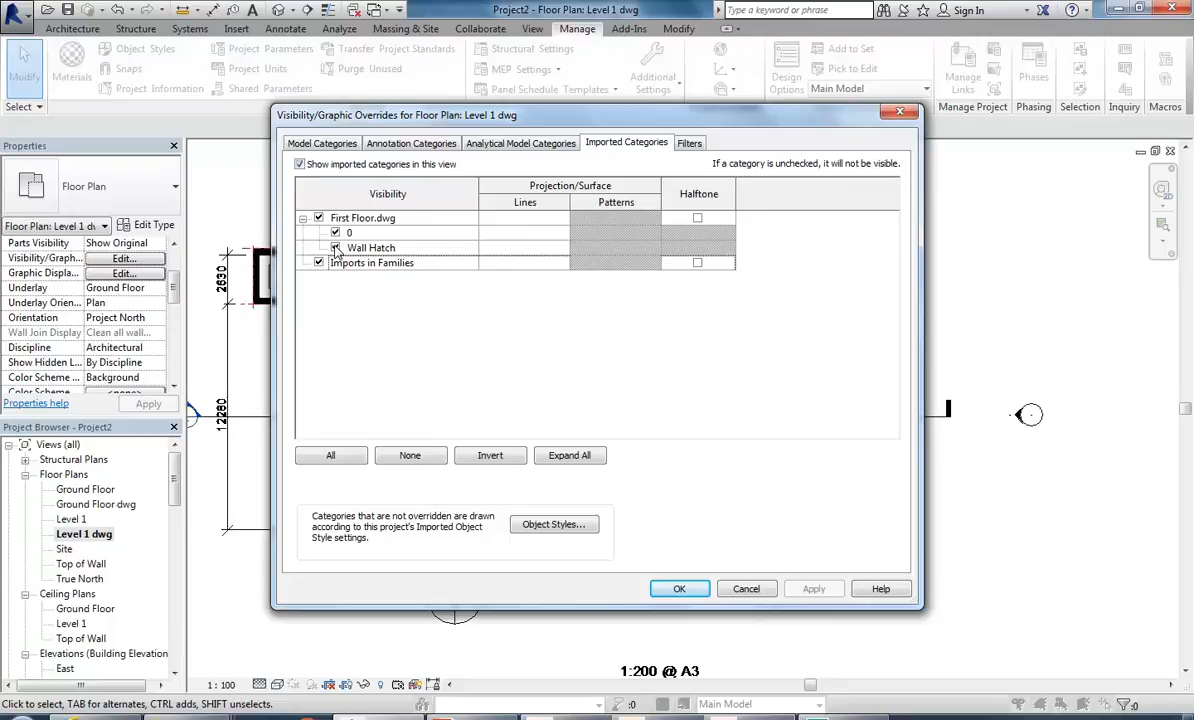 Project2 - Floor Plan: Level 1 dwg
Type a keyword or phrase
Sign In
Architecture Structure Systems Insert Annotate Analyze Massing & Site Collaborate View Manage Add-Ins Modify
Modify
Materials
Object Styles
Snaps
Project Information
Project Parameters
Project Units
Shared Parameters
Transfer Project Standards
Purge Unused
Structural Settings
MEP Settings
Panel Schedule Templates
Additional Settings
Design Options
Add to Set
Pick to Edit
Main Model
Manage Links
Phases
Selection
Inquiry
Macros
Select
Manage Project Phasing Selection Inquiry Macros
Properties
Floor Plan
Floor Plan: Level 1 dw
Edit Type
Parts Visibility Show Original
Visibility/Graph... Edit...
Graphic Displa... Edit...
Underlay Ground Floor
Underlay Orien... Plan
Orientation Project North
Wall Join Display Clean all wall...
Discipline Architectural
Show Hidden L... By Discipline
Color Scheme ... Background
Color Scheme <none>
Properties help
Apply
Project Browser - Project2
Views (all)
Structural Plans
Floor Plans
Ground Floor
Ground Floor dwg
Level 1
Level 1 dwg
Site
Top of Wall
True North
Ceiling Plans
Ground Floor
Level 1
Top of Wall
Elevations (Building Elevation
East
2630
12280
Visibility/Graphic Overrides for Floor Plan: Level 1 dwg
Model Categories Annotation Categories Analytical Model Categories Imported Categories Filters
Show imported categories in this view
If a category is unchecked, it will not be visible.
Visibility
Projection/Surface
Halftone
Lines
Patterns
First Floor.dwg
0
Wall Hatch
Imports in Families
All
None
Invert
Expand All
Categories that are not overridden are drawn
according to this project's Imported Object
Style settings.
Object Styles...
OK
Cancel
Apply
Help
1:200 @ A3
1 : 100
Click to select, TAB for alternates, CTRL adds, SHIFT unselects.
:0
Main Model
:0